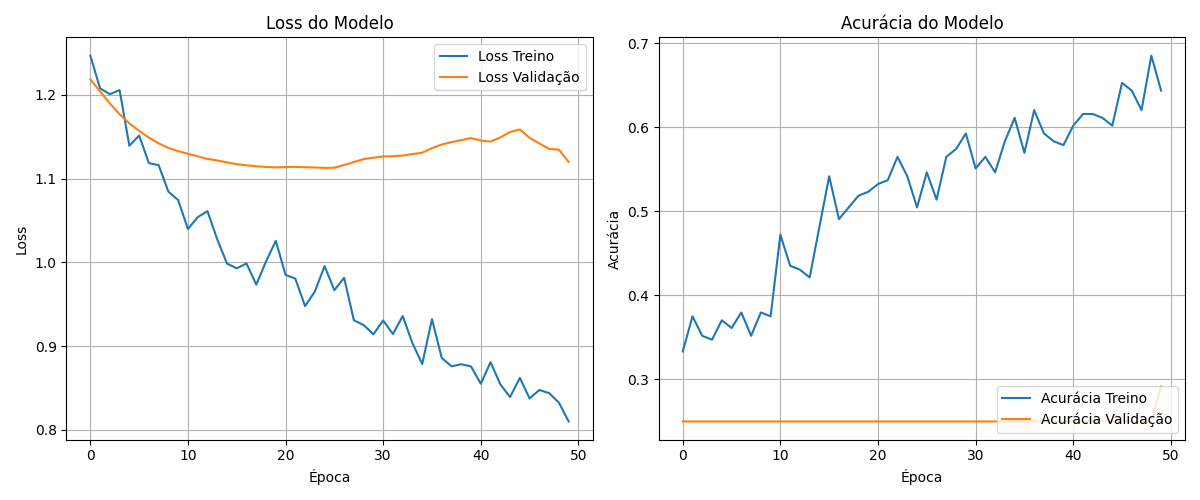 Loss do Modelo
Loss Treino
Loss Validação
1.2
1.1
1.0
0.9
0.8
Loss
0
10
20
30
40
50
Época
Acurácia do Modelo
0.7
0.6
0.5
0.4
0.3
Acurácia
Acurácia Treino
Acurácia Validação
0
10
20
30
40
50
Época